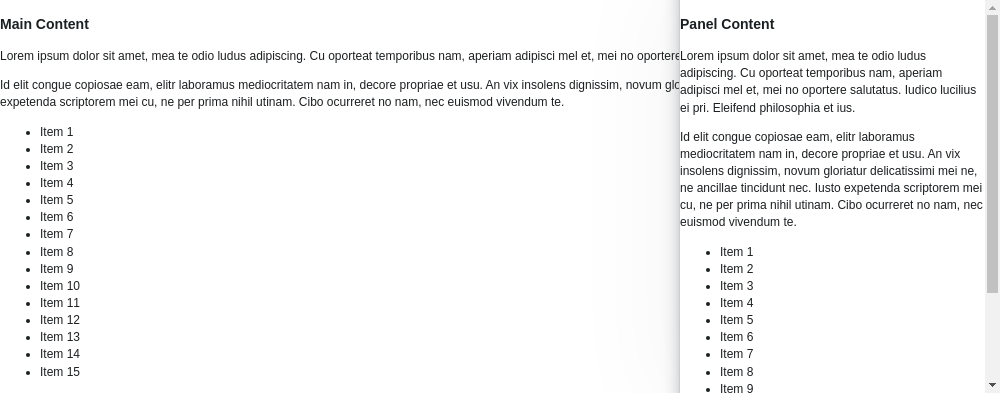 Main Content
Lorem ipsum dolor sit amet, mea te odio ludus adipiscing. Cu oporteat temporibus nam, aperiam adipisci mel et, mei no oportere
Id elit congue copiosae eam, elitr laboramus mediocritatem nam in, decore propriae et usu. An vix insolens dignissim, novum
expetenda scriptorem mei cu, ne per prima nihil utinam. Cibo ocurreret no nam, nec euismod vivendum te.
Item 1
Item 2
Item 3
Item 4
Item 5
Item 6
Item 7
Item 8
Item 9
Item 10
Item 11
Item 12
Item 13
Item 14
Item 15
Panel Content
Lorem ipsum dolor sit amet, mea te odio ludus
adipiscing. Cu oporteat temporibus nam, aperiam
adipisci mel et, mei no oportere salutatus. Iudico lucilius
ei pri. Eleifend philosophia et ius.
Id elit congue copiosae eam, elitr laboramus
mediocritatem nam in, decore propriae et usu. An vix
insolens dignissim, novum gloriatur delicatissimi mei ne,
ne ancillae tincidunt nec. Iusto expetenda scriptorem mei
cu, ne per prima nihil utinam. Cibo ocurreret no nam, nec
euismod vivendum te.
Item 1
Item 2
Item 3
Item 4
Item 5
Item 6
Item 7
Item 8
Item 9